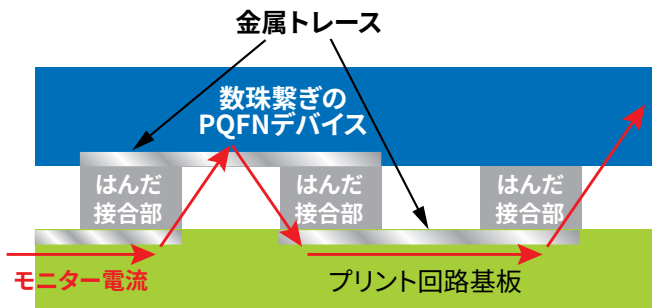 金属トレース
数珠繋ぎの
PQFNデバイス
はんだ
接合部
はんだ
接合部
はんだ
接合部
モニター電流
プリント回路基板